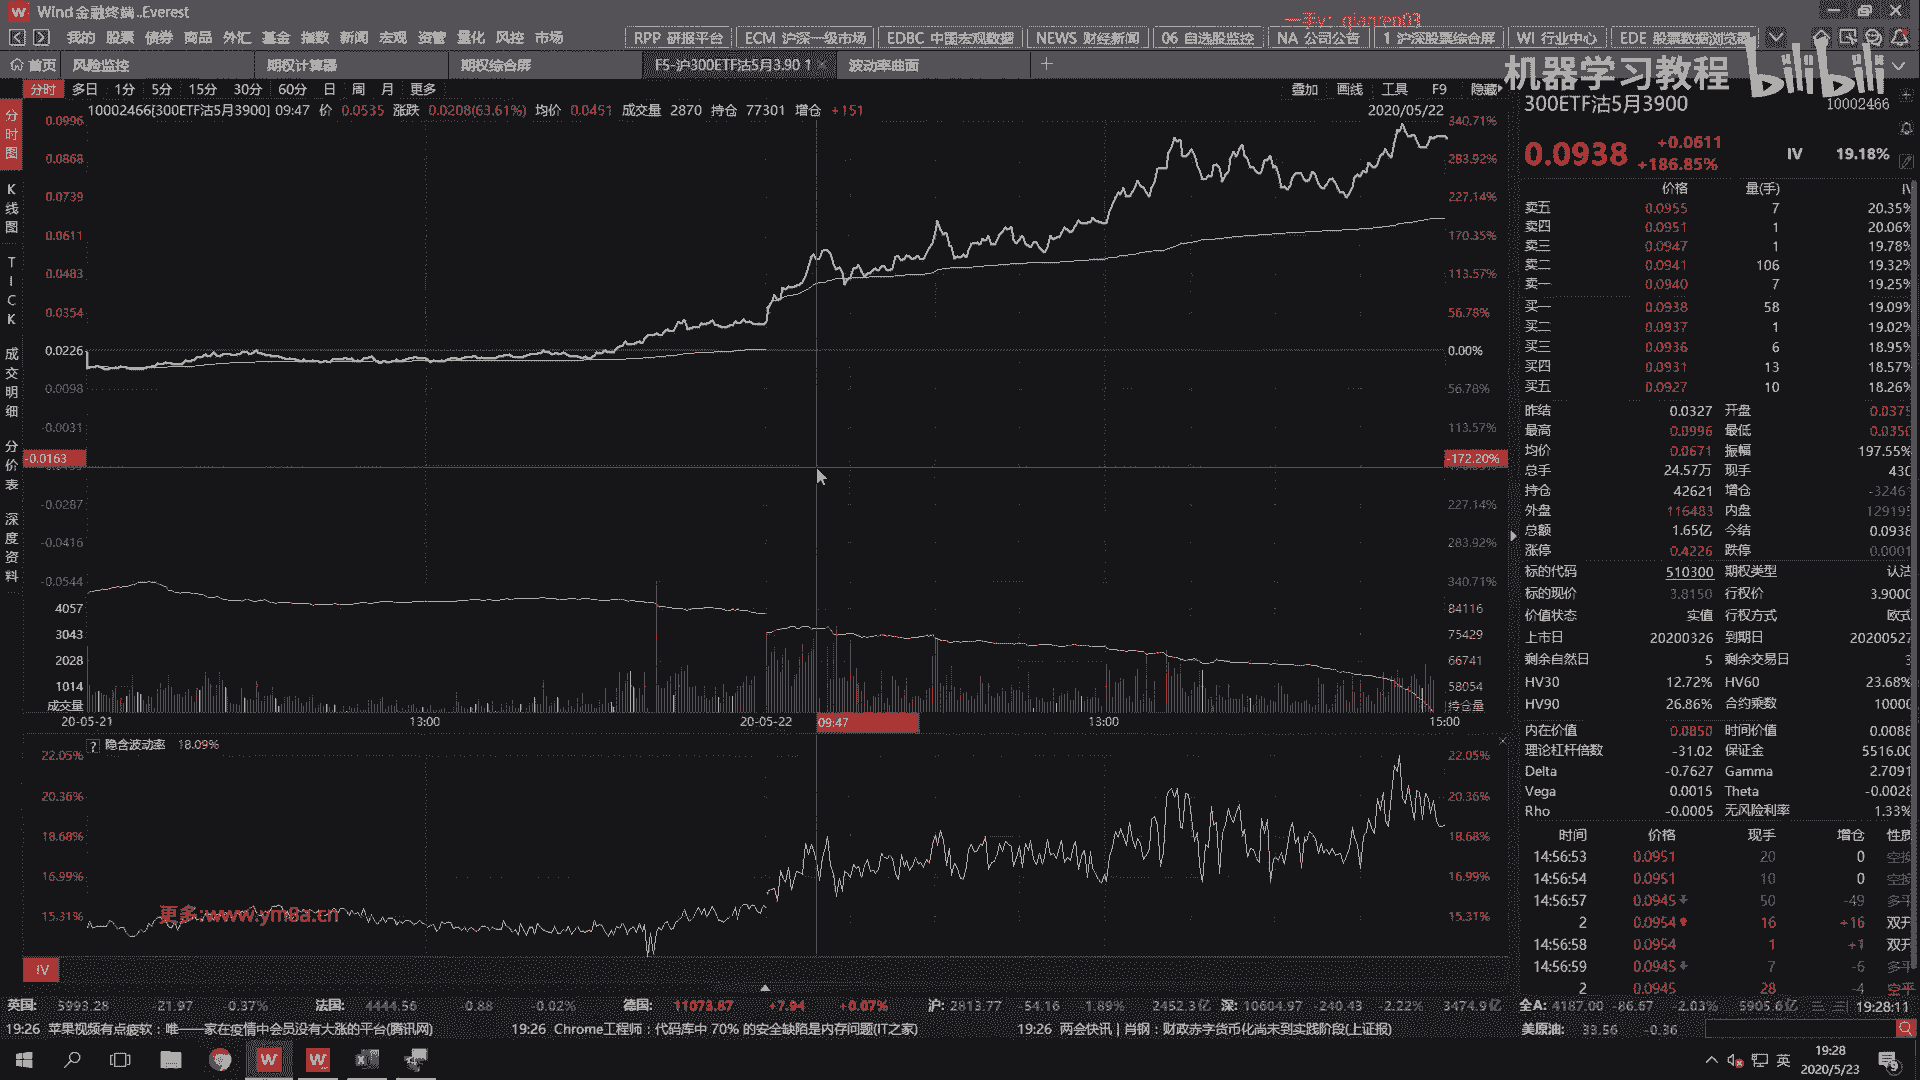 Wind金融终端..Everest
一手v：qianren03
我的 股票 债券 商品 外汇 基金 指数 新闻 宏观 资管 量化 风控 市场
RPP 研报平台 ECM 沪深一级市场 EDBC 中国宏观数据 NEWS 财经新闻 06 自选股监控 NA 公司公告 1 沪深股票综合屏 WI 行业中心 EDE 股票数据浏览器
首页 风险监控 期权计算器 期权综合屏 F5-沪300ETF沽5月3.90 1 波动率曲面
机器学习教程 bilibili
分时 多日 1分 5分 15分 30分 60分 日 周 月 更多 叠加 画线 工具 F9 隐藏
10002466[300ETF沽5月3900] 09:47 价 0.0535 涨跌 0.0208(63.61%) 均价 0.0451 成交量 2870 持仓 77301 增仓 +151 2020/05/22
分时图
K线图
TICK
成交明细
分价表
深度资料
0.0996 340.71%
0.0868 283.92%
0.0739 227.14%
0.0611 170.35%
0.0483 113.57%
0.0354 56.78%
0.0226 0.00%
0.0098 56.78%
-0.0031 113.57%
-0.0163 -172.20%
-0.0287 227.14%
-0.0416 283.92%
-0.0544 340.71%
4057 84116
3043 75429
2028 66741
1014 58054
成交量 持仓量
20-05-21 13:00 20-05-22 09:47 13:00 15:00
? 隐含波动率 18.09%
22.05% 22.05%
20.36% 20.36%
18.68% 18.68%
16.99% 16.99%
15.31% 15.31%
更多:www.ym8a.cn
IV
300ETF沽5月3900 10002466
0.0938 +0.0611 +186.85% IV 19.18%
价格 量(手) IV
卖五 0.0955 7 20.35%
卖四 0.0951 1 20.06%
卖三 0.0947 1 19.78%
卖二 0.0941 106 19.32%
卖一 0.0940 7 19.25%
买一 0.0938 58 19.09%
买二 0.0937 1 19.02%
买三 0.0936 6 18.95%
买四 0.0931 13 18.57%
买五 0.0927 10 18.26%
昨结 0.0327 开盘 0.0375
最高 0.0996 最低 0.0350
均价 0.0671 振幅 197.55%
总手 24.57万 现手 430
持仓 42621 增仓 -3246
外盘 116483 内盘 129195
总额 1.65亿 今结 0.0938
涨停 0.4226 跌停 0.0001
标的代码 510300 期权类型 认沽
标的现价 3.8150 行权价 3.9000
价值状态 实值 行权方式 欧式
上市日 20200326 到期日 20200527
剩余自然日 5 剩余交易日 3
HV30 12.72% HV60 23.68%
HV90 26.86% 合约乘数 10000
内在价值 0.0850 时间价值 0.0088
理论杠杆倍数 -31.02 保证金 5516.00
Delta -0.7627 Gamma 2.7091
Vega 0.0015 Theta -0.0028
Rho -0.0005 无风险利率 1.33%
时间 价格 现手 增仓 性质
14:56:53 0.0951 20 0 空换
14:56:54 0.0951 10 0 空换
14:56:57 0.0945 50 -49 多平
2 0.0954 16 +16 双开
14:56:58 0.0954 1 +1 双开
14:56:59 0.0945 7 -6 多平
2 0.0945 28 -4 空平
英国: 5993.28 -21.97 -0.37% 法国: 4444.56 -0.88 -0.02% 德国: 11073.87 +7.94 +0.07% 沪: 2813.77 -54.16 -1.89% 2452.3亿 深: 10604.97 -240.43 -2.22% 3474.9亿 全A: 4187.00 -86.67 -2.03% 5905.6亿 19:28:11
19:26 苹果视频有点疲软：唯一一家在疫情中会员没有大涨的平台(腾讯网) 19:26 Chrome工程师：代码库中 70% 的安全缺陷是内存问题(IT之家) 19:26 两会快讯 | 肖钢：财政赤字货币化尚未到实践阶段(上证报) 美原油: 33.56 -0.36
英 19:28
2020/5/23